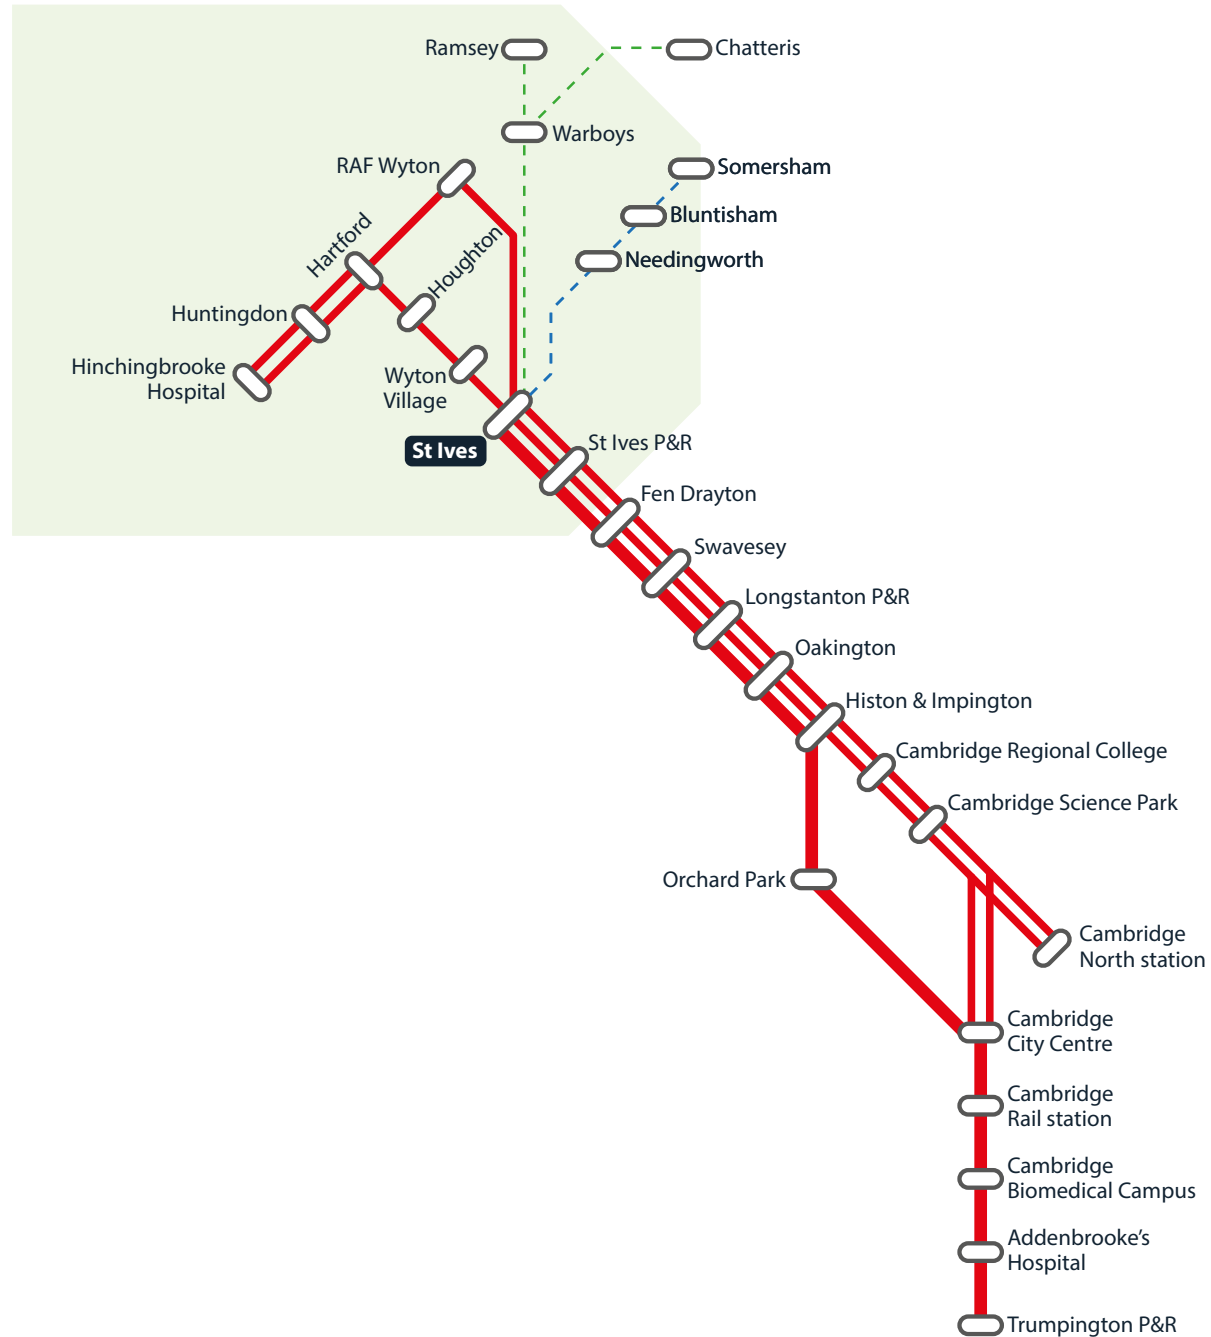 Ramsey
Chatteris
Warboys
RAF Wyton
Somersham
Bluntisham
Hartford
Houghton
Needingworth
Huntingdon
Hinchingbrooke
Hospital
Wyton
Village
St Ives
St Ives P&R
Fen Drayton
Swavesey
Longstanton P&R
Oakington
Histon & Impington
Cambridge Regional College
Cambridge Science Park
Orchard Park
Cambridge
North station
Cambridge
City Centre
Cambridge
Rail station
Cambridge
Biomedical Campus
Addenbrooke's
Hospital
Trumpington P&R